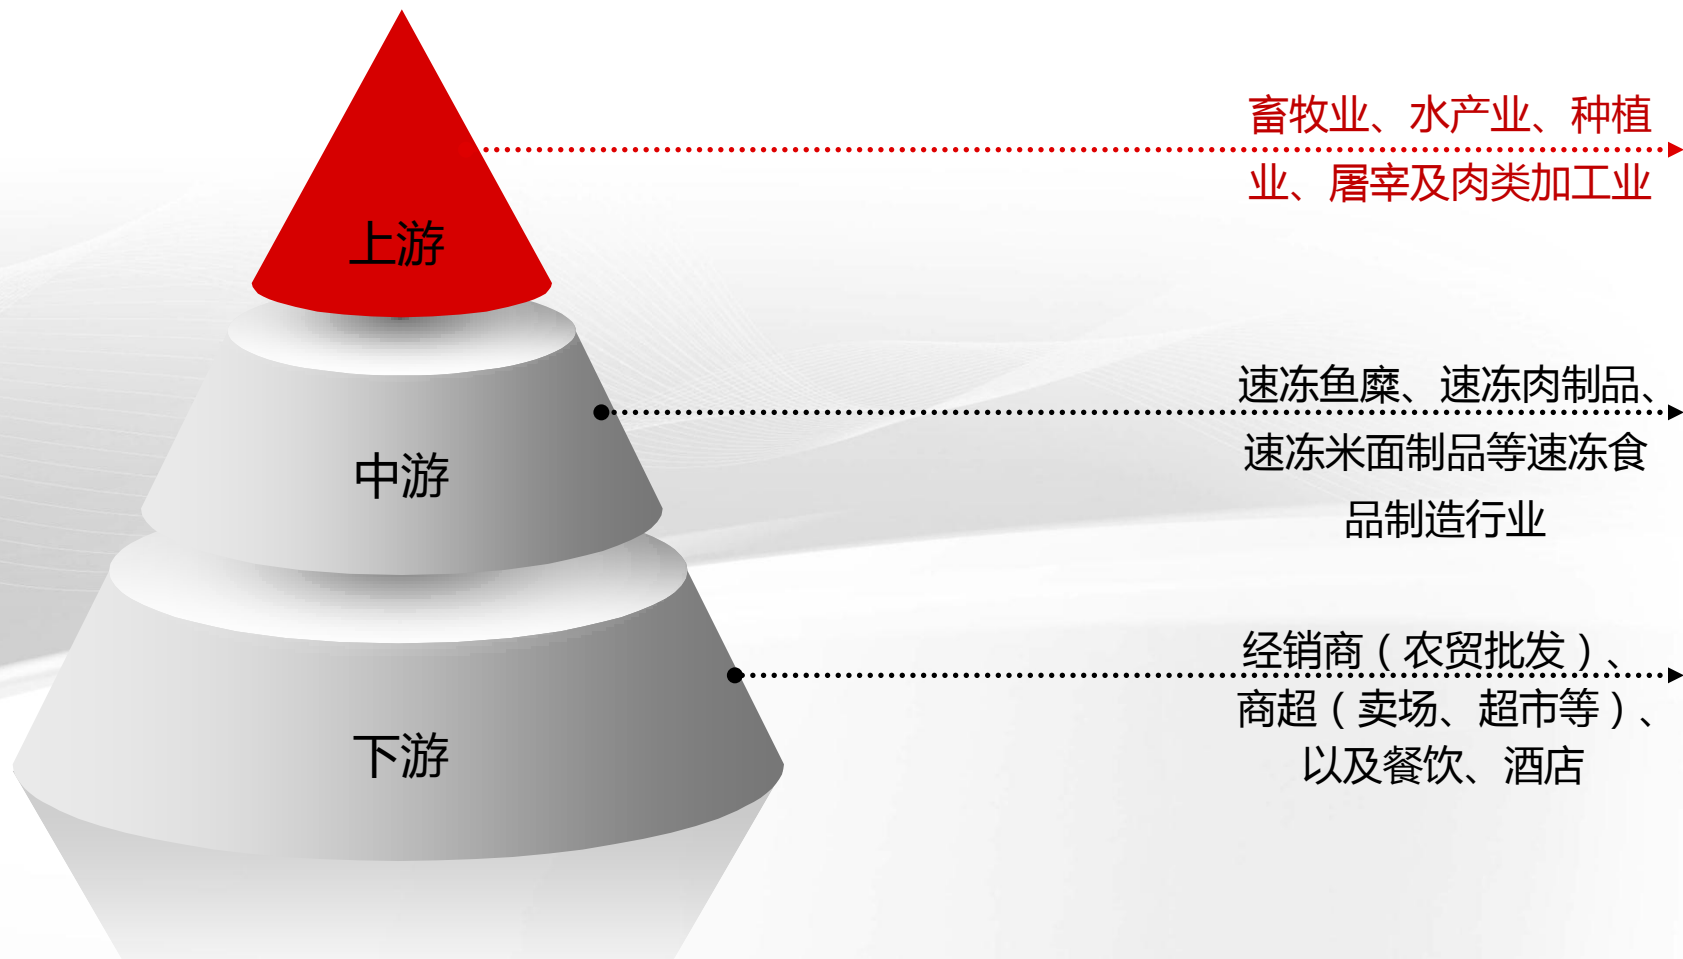 畜牧业、水产业、种植
业、屠宰及肉类加工业
上游
速冻鱼糜、速冻肉制品、
速冻米面制品等速冻食
品制造行业
中游
经销商（农贸批发）、
商超（卖场、超市等）、
以及餐饮、酒店
下游